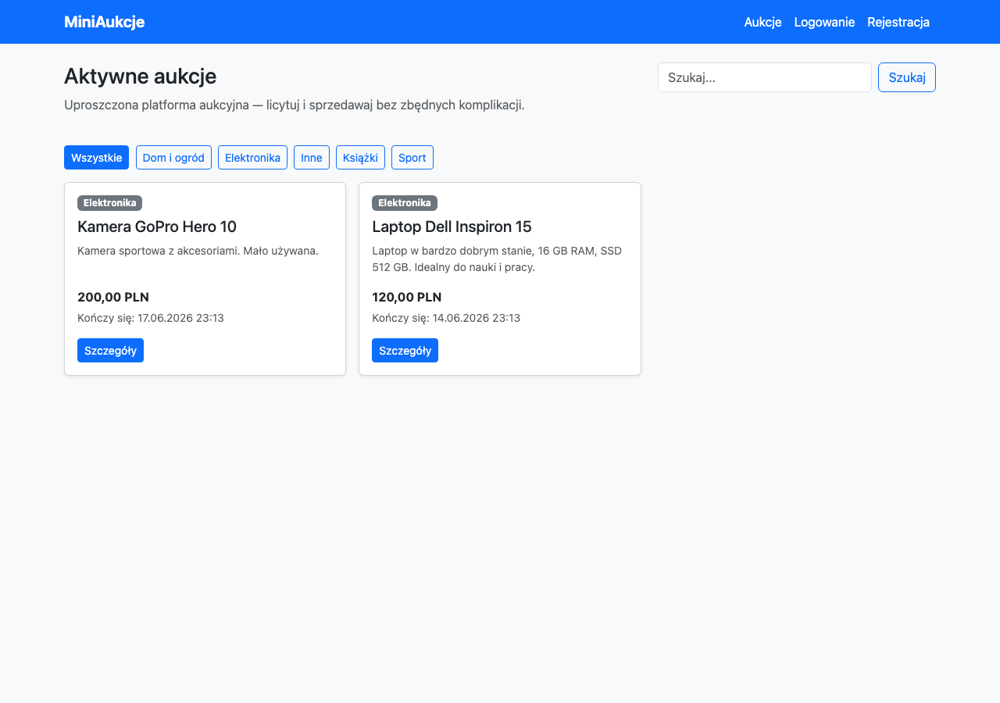 MiniAukcje
Aukcje Logowanie Rejestracja
Aktywne aukcje
Szukaj...
Szukaj
Uproszczona platforma aukcyjna — licytuj i sprzedawaj bez zbędnych komplikacji.
Wszystkie Dom i ogród Elektronika Inne Książki Sport
Elektronika
Kamera GoPro Hero 10
Kamera sportowa z akcesoriami. Mało używana.
200,00 PLN
Kończy się: 17.06.2026 23:13
Szczegóły
Elektronika
Laptop Dell Inspiron 15
Laptop w bardzo dobrym stanie, 16 GB RAM, SSD
512 GB. Idealny do nauki i pracy.
120,00 PLN
Kończy się: 14.06.2026 23:13
Szczegóły